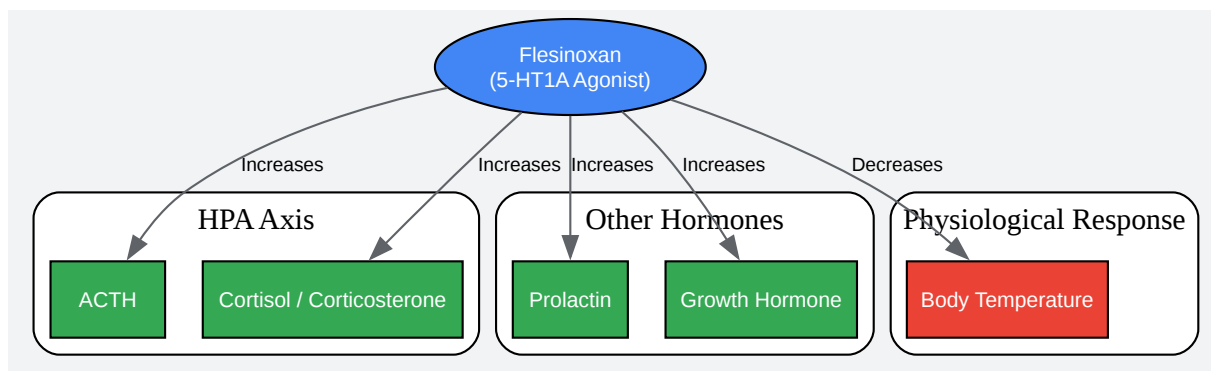 Flesinoxan
(5-HT1A Agonist)
Increases
Increases
Increases
Increases
Decreases
HPA Axis
Other Hormones
Physiological Response
ACTH
Cortisol / Corticosterone
Prolactin
Growth Hormone
Body Temperature